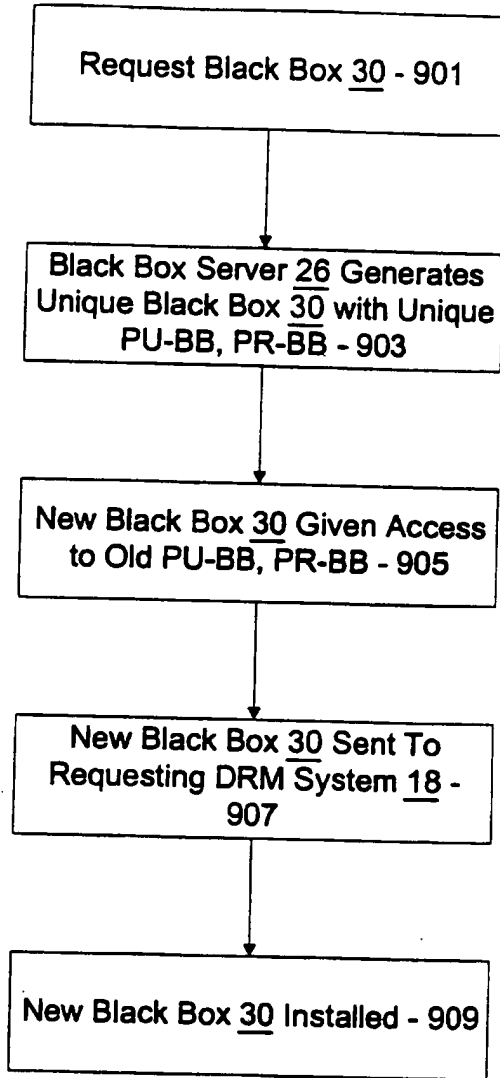 Request Black Box 30 - 901
Black Box Server 26 Generates
Unique Black Box 30 with Unique
PU-BB, PR-BB - 903
New Black Box 30 Given Access
to Old PU-BB, PR-BB - 905
New Black Box 30 Sent To
Requesting DRM System 18 -
907
New Black Box 30 Installed - 909